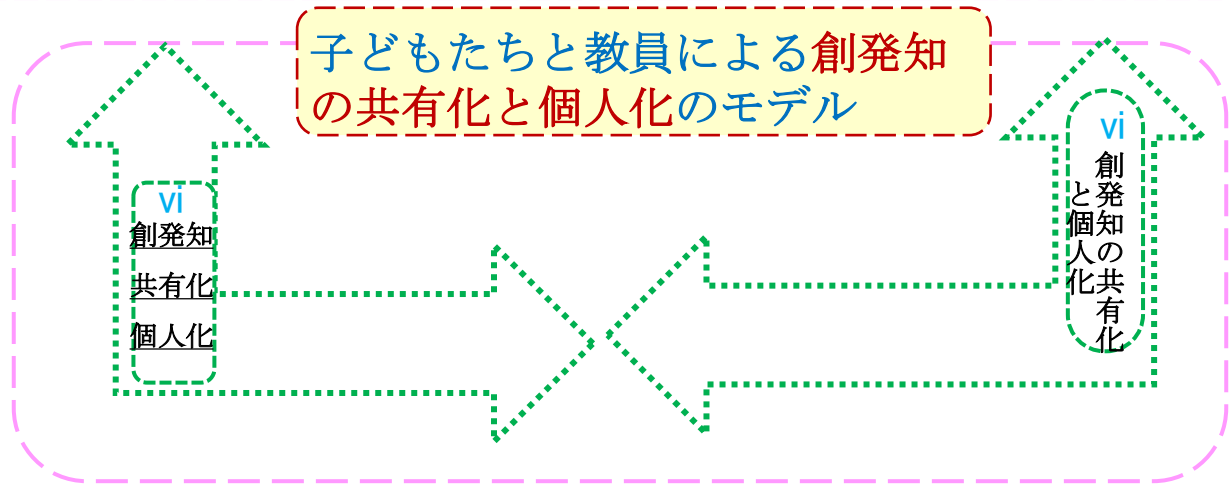 子どもたちと教員による創発知
の共有化と個人化のモデル
ⅵ
創発知
共有化
個人化
ⅵ
創発知の共有化
と個人化